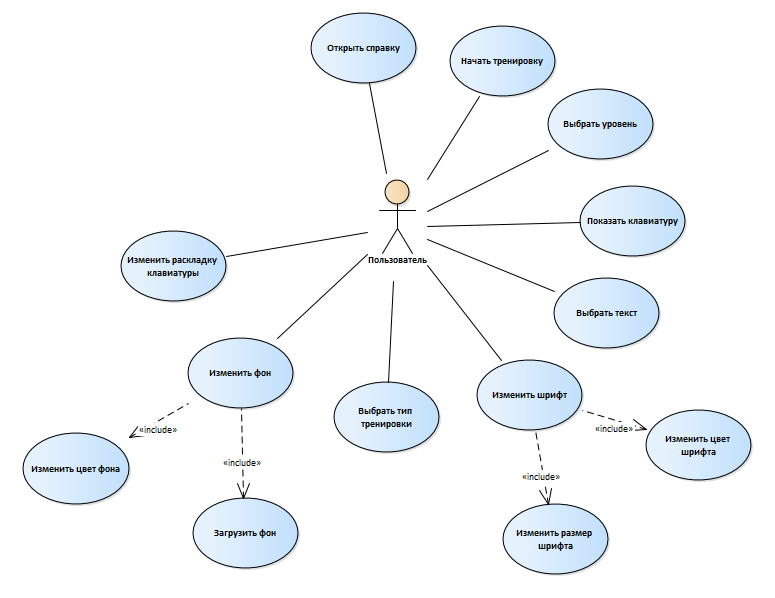 Открыть справку
Начать тренировку
Выбрать уровень
Показать клавиатуру
Пользователь
Изменить раскладку
клавиатуры
Выбрать текст
Изменить фон
Выбрать тип
тренировки
Изменить шрифт
«include»
«include»
Изменить цвет
шрифта
Изменить цвет фона
«include»
«include»
Загрузить фон
Изменить размер
шрифта